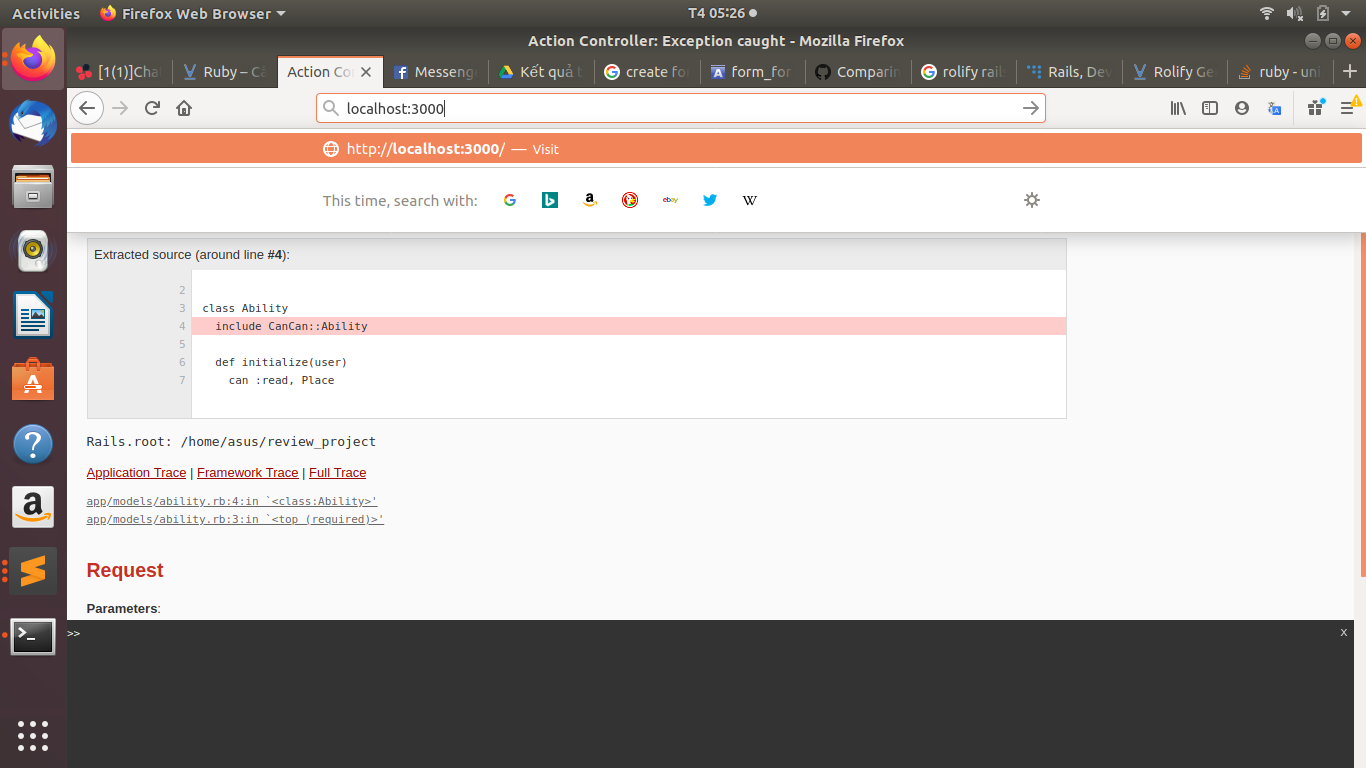 Activities Firefox Web Browser T4 05:26
Action Controller: Exception caught - Mozilla Firefox
[1(1)]Cha Ruby – Cấ Action Co Messeng Kết quả t create for form_for Comparin rolify rail Rails, Dev Rolify Ge ruby - uni
localhost:3000
http://localhost:3000/ — Visit
This time, search with: ebay W
Extracted source (around line #4):
2
3 class Ability
4 include CanCan::Ability
5
6 def initialize(user)
7 can :read, Place
Rails.root: /home/asus/review_project
Application Trace | Framework Trace | Full Trace
app/models/ability.rb:4:in `<class:Ability>'
app/models/ability.rb:3:in `<top (required)>'
Request
Parameters:
>> x